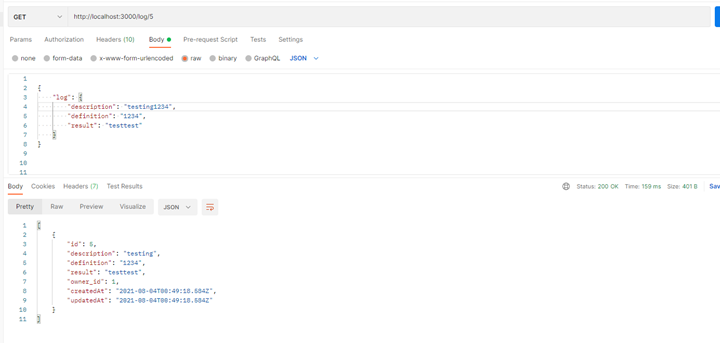 GET http://localhost:3000/log/5
Params Authorization Headers (10) Body Pre-request Script Tests Settings
none form-data x-www-form-urlencoded raw binary GraphQL JSON
1
2 {
3 "log": {
4 "description": "testing1234",
5 "definition": "1234",
6 "result": "testtest"
7 }
8 }
9
10
11
Body Cookies Headers (7) Test Results Status: 200 OK Time: 159 ms Size: 401 B Sav
Pretty Raw Preview Visualize JSON
1 [
2 {
3 "id": 5,
4 "description": "testing",
5 "definition": "1234",
6 "result": "testtest",
7 "owner_id": 1,
8 "createdAt": "2021-08-04T00:49:18.584Z",
9 "updatedAt": "2021-08-04T00:49:18.584Z"
10 }
11 ]